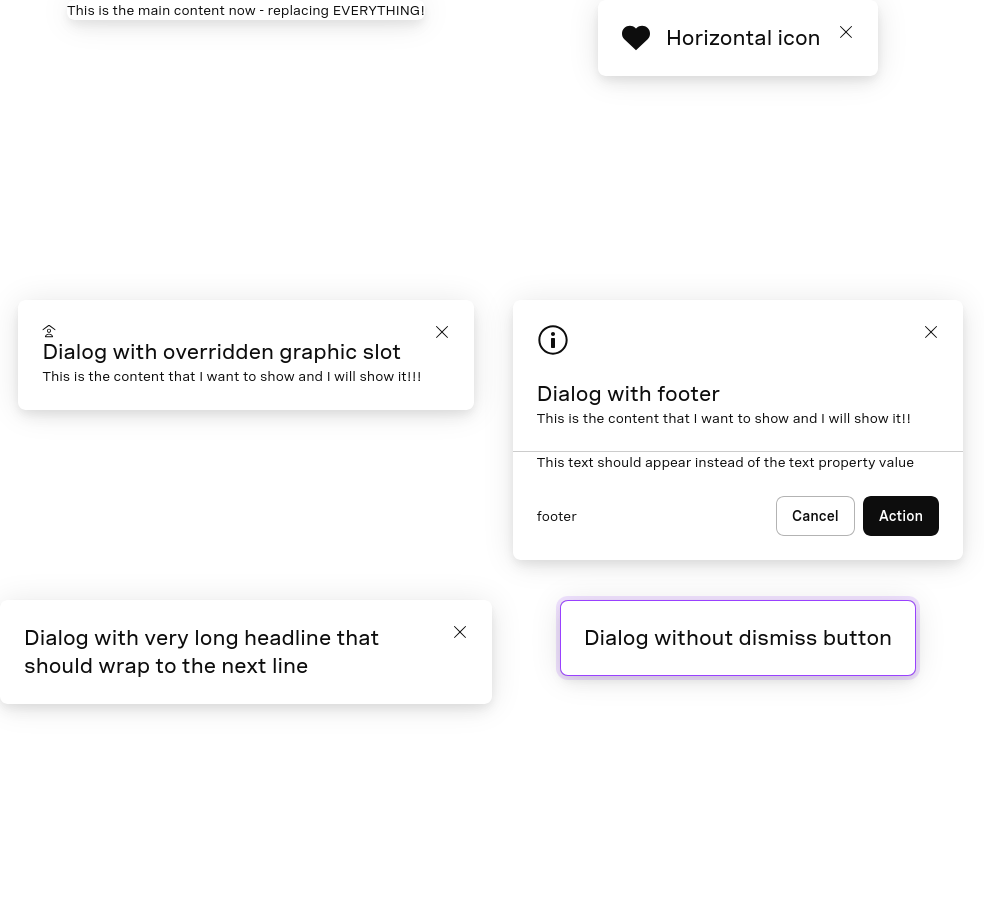 This is the main content now - replacing EVERYTHING!
Horizontal icon
Dialog with overridden graphic slot
This is the content that I want to show and I will show it!!!
Dialog with footer
This is the content that I want to show and I will show it!!
This text should appear instead of the text property value
footer
Cancel
Action
Dialog with very long headline that
should wrap to the next line
Dialog without dismiss button